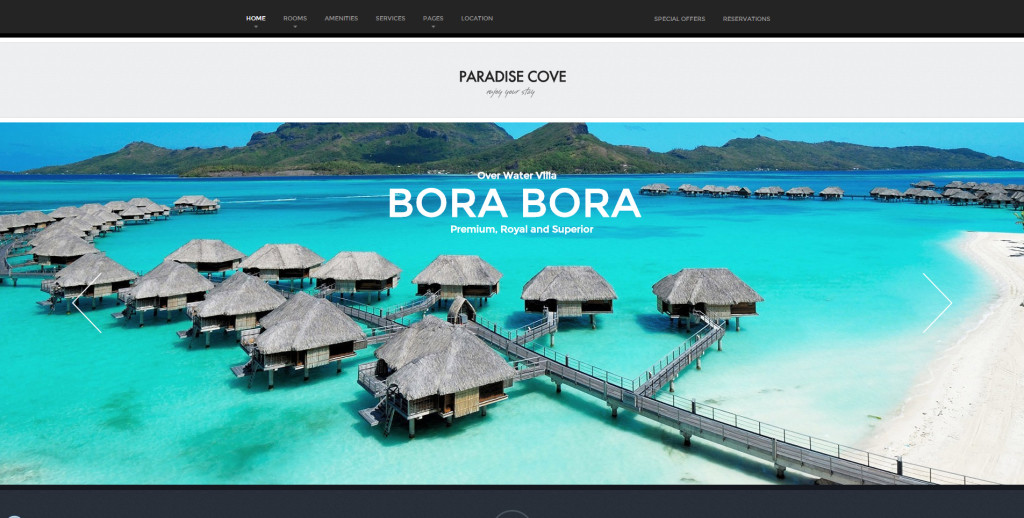 HOME ROOMS AMENITIES SERVICES PAGES LOCATION SPECIAL OFFERS RESERVATIONS
PARADISE COVE
enjoy your stay
Over Water Villa
BORA BORA
Premium, Royal and Superior